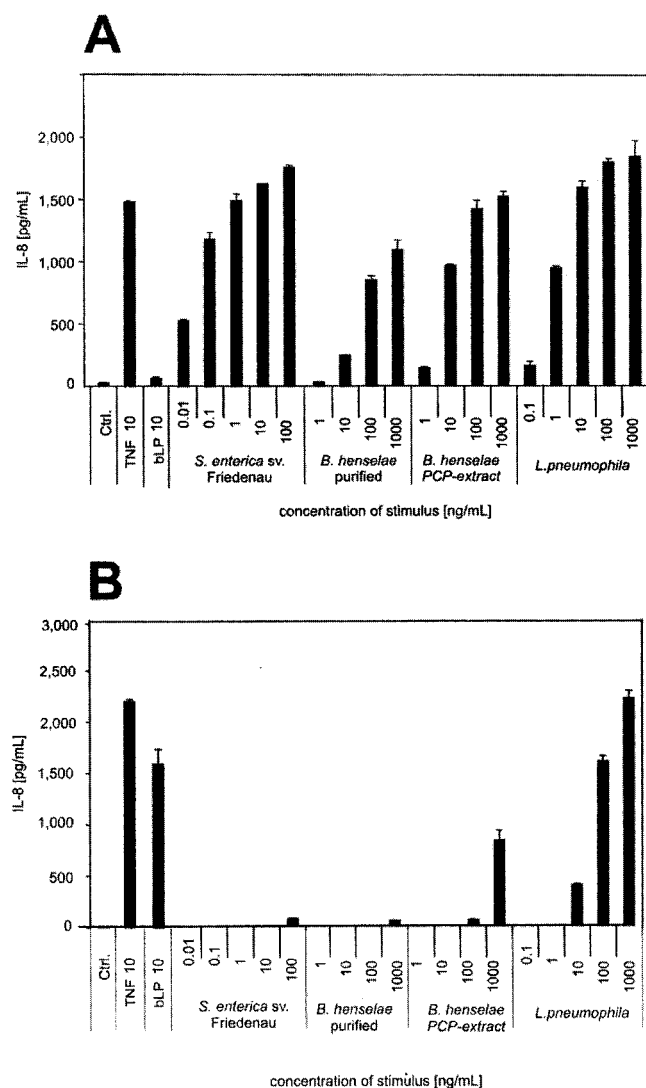 A
IL-8 [pg/mL]
2,000
1,500
1,000
500
0
Ctrl.
TNF 10
bLP 10
0.01
0.1
1
10
100
1
10
100
1000
1
10
100
1000
0.1
1
10
100
1000
S. enterica sv.
Friedenau
B. henselae
purified
B. henselae
PCP-extract
L.pneumophila
concentration of stimulus [ng/mL]
B
IL-8 [pg/mL]
3,000
2,500
2,000
1,500
1,000
500
0
Ctrl.
TNF 10
bLP 10
0.01
0.1
1
10
100
1
10
100
1000
1
10
100
1000
0.1
1
10
100
1000
S. enterica sv.
Friedenau
B. henselae
purified
B. henselae
PCP-extract
L.pneumophila
concentration of stimulus [ng/mL]